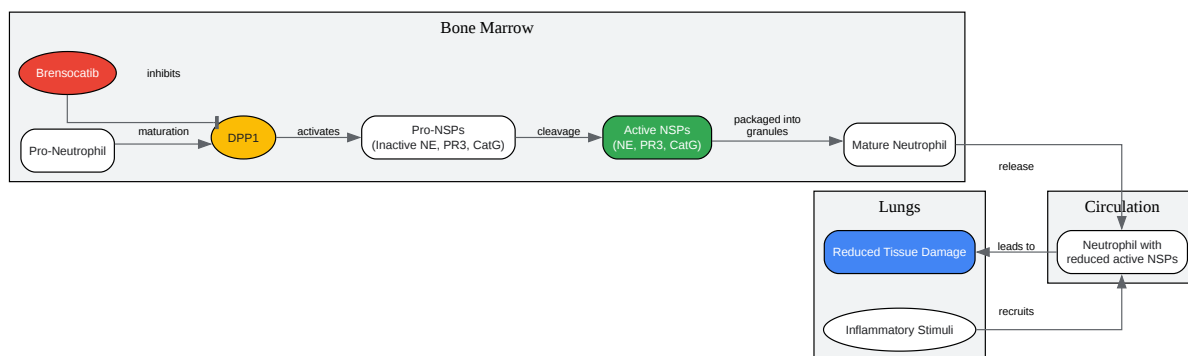 Bone Marrow
Brensocatib
inhibits
Pro-Neutrophil
maturation
DPP1
activates
Pro-NSPs
(Inactive NE, PR3, CatG)
cleavage
Active NSPs
(NE, PR3, CatG)
packaged into
granules
Mature Neutrophil
release
Lungs
Circulation
Reduced Tissue Damage
leads to
Neutrophil with
reduced active NSPs
Inflammatory Stimuli
recruits